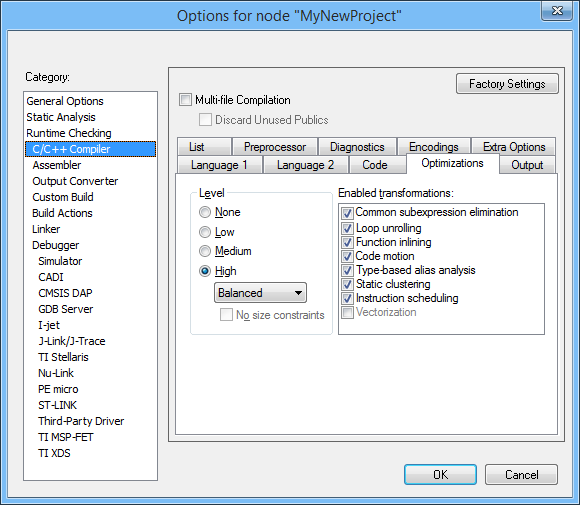 Options for node "MyNewProject"
Category:
General Options
Static Analysis
Runtime Checking
C/C++ Compiler
Assembler
Output Converter
Custom Build
Build Actions
Linker
Debugger
Simulator
CADI
CMSIS DAP
GDB Server
I-jet
J-Link/J-Trace
TI Stellaris
Nu-Link
PE micro
ST-LINK
Third-Party Driver
TI MSP-FET
TI XDS
Factory Settings
Multi-file Compilation
Discard Unused Publics
List Preprocessor Diagnostics Encodings Extra Options
Language 1 Language 2 Code Optimizations Output
Level
None
Low
Medium
High
Balanced
No size constraints
Enabled transformations:
Common subexpression elimination
Loop unrolling
Function inlining
Code motion
Type-based alias analysis
Static clustering
Instruction scheduling
Vectorization
OK Cancel